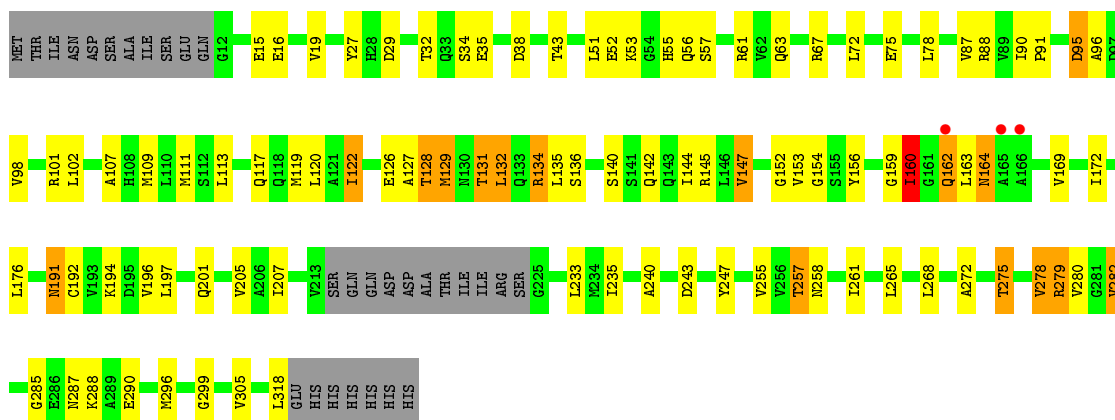 MET THR ILE ASN ASP SER ALA ILE SER GLU GLN G12 E15 E16 V19 Y27 H28 D29 T32 Q33 S34 E35 D38 T43 L51 E52 K53 G54 H55 Q56 S57 R61 V62 Q63 R67 L72 E75 L78 V87 R88 V89 I90 P91 D95 A96 D97
V98 R101 L102 A107 H108 M109 L110 M111 S112 L113 Q117 Q118 M119 L120 A121 I122 E126 A127 T128 M129 N130 T131 L132 Q133 R134 L135 S136 S140 S141 Q142 Q143 I144 R145 L146 V147 G152 V153 G154 S155 Y156 G159 I160 G161 Q162 L163 N164 A165 A166 V169 I172
L176 N191 C192 V193 K194 D195 V196 L197 Q201 V205 A206 I207 V213 SER GLN GLN ASP ASP ALA THR ILE ILE ARG SER G225 L233 M234 I235 A240 D243 Y247 V255 V256 T257 N258 I261 L265 L268 A272 T275 V278 R279 V280 G281 V282
G285 E286 N287 K288 A289 E290 M296 G299 V305 L318 GLU HIS HIS HIS HIS HIS HIS